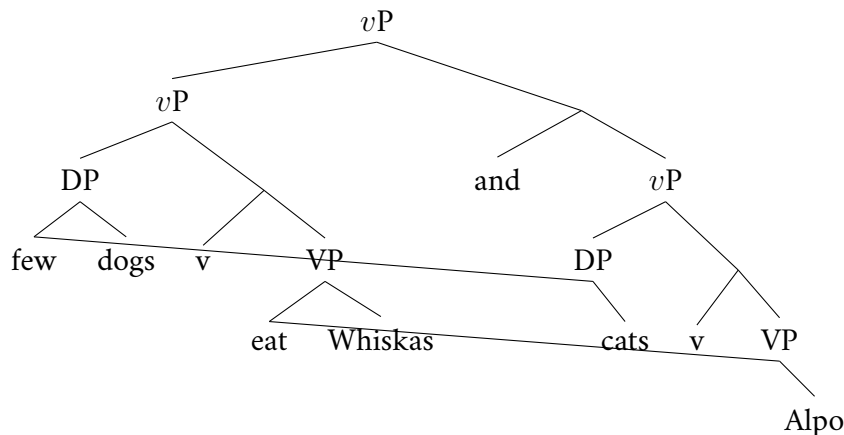 vP
vP
DP and vP
few dogs v VP DP
eat Whiskas cats v VP
Alpo